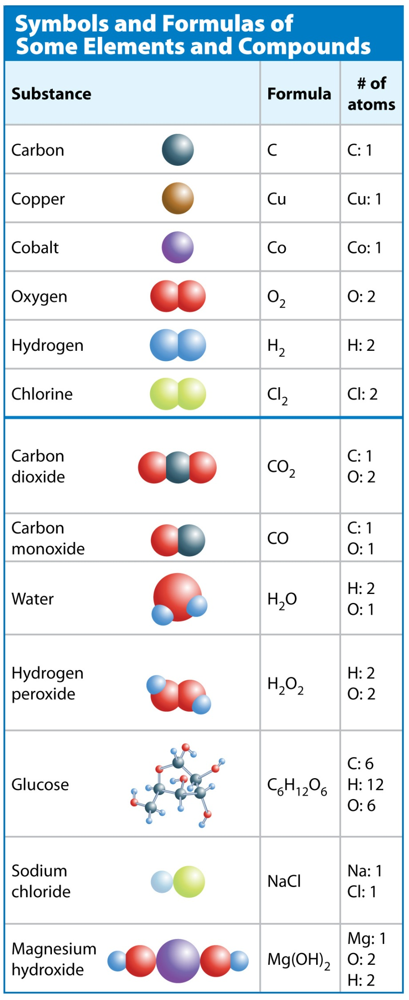 Symbols and Formulas of
Some Elements and Compounds
Substance Formula # of atoms
Carbon C C: 1
Copper Cu Cu: 1
Cobalt Co Co: 1
Oxygen O₂ O: 2
Hydrogen H₂ H: 2
Chlorine Cl₂ Cl: 2
Carbon
dioxide
CO₂
C: 1
O: 2
Carbon
monoxide
CO
C: 1
O: 1
Water
H₂O
H: 2
O: 1
Hydrogen
peroxide
H₂O₂
H: 2
O: 2
Glucose
C₆H₁₂O₆
C: 6
H: 12
O: 6
Sodium
chloride
NaCl
Na: 1
Cl: 1
Magnesium
hydroxide
Mg(OH)₂
Mg: 1
O: 2
H: 2